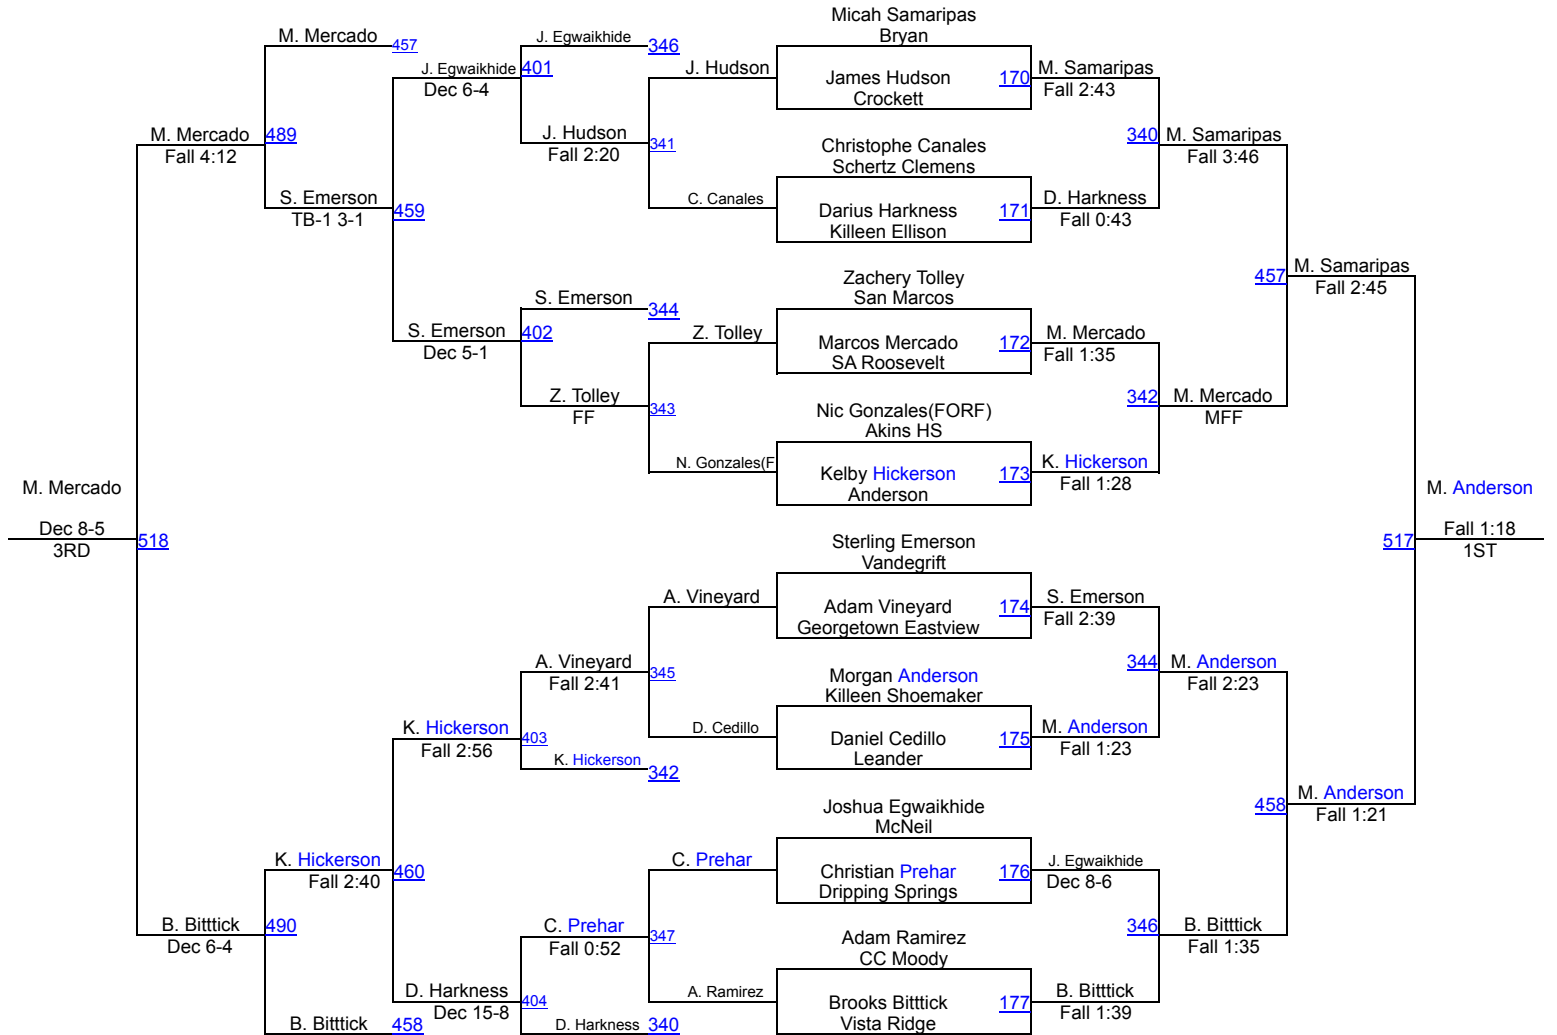 Micah Samaripas
Bryan
M. Mercado 457
J. Egwaikhide 346
J. Egwaikhide 401
Dec 6-4
J. Hudson
James Hudson 170
Crockett
M. Samaripas
Fall 2:43
M. Mercado 489
Fall 4:12
J. Hudson 341
Fall 2:20
Christophe Canales
Schertz Clemens
340 M. Samaripas
Fall 3:46
S. Emerson 459
TB-1 3-1
C. Canales
Darius Harkness 171
Killeen Ellison
D. Harkness
Fall 0:43
Zachery Tolley
San Marcos
457 M. Samaripas
Fall 2:45
S. Emerson 344
S. Emerson 402
Dec 5-1
Z. Tolley
Marcos Mercado 172
SA Roosevelt
M. Mercado
Fall 1:35
Z. Tolley 343
FF
Nic Gonzales(FORF)
Akins HS
342 M. Mercado
MFF
N. Gonzales(F
Kelby Hickerson 173
Anderson
K. Hickerson
Fall 1:28
M. Mercado
Dec 8-5 518
3RD
M. Anderson
517 Fall 1:18
1ST
Sterling Emerson
Vandegrift
A. Vineyard
Adam Vineyard 174
Georgetown Eastview
S. Emerson
Fall 2:39
A. Vineyard 345
Fall 2:41
Morgan Anderson
Killeen Shoemaker
344 M. Anderson
Fall 2:23
K. Hickerson 403
Fall 2:56
D. Cedillo
Daniel Cedillo 175
Leander
M. Anderson
Fall 1:23
K. Hickerson 342
Joshua Egwaikhide
McNeil
458 M. Anderson
Fall 1:21
K. Hickerson 460
Fall 2:40
C. Prehar
Christian Prehar 176
Dripping Springs
J. Egwaikhide
Dec 8-6
B. Bitttick 490
Dec 6-4
C. Prehar 347
Fall 0:52
Adam Ramirez
CC Moody
346 B. Bitttick
Fall 1:35
D. Harkness 404
Dec 15-8
A. Ramirez
Brooks Bitttick 177
Vista Ridge
B. Bitttick
Fall 1:39
B. Bitttick 458
D. Harkness 340